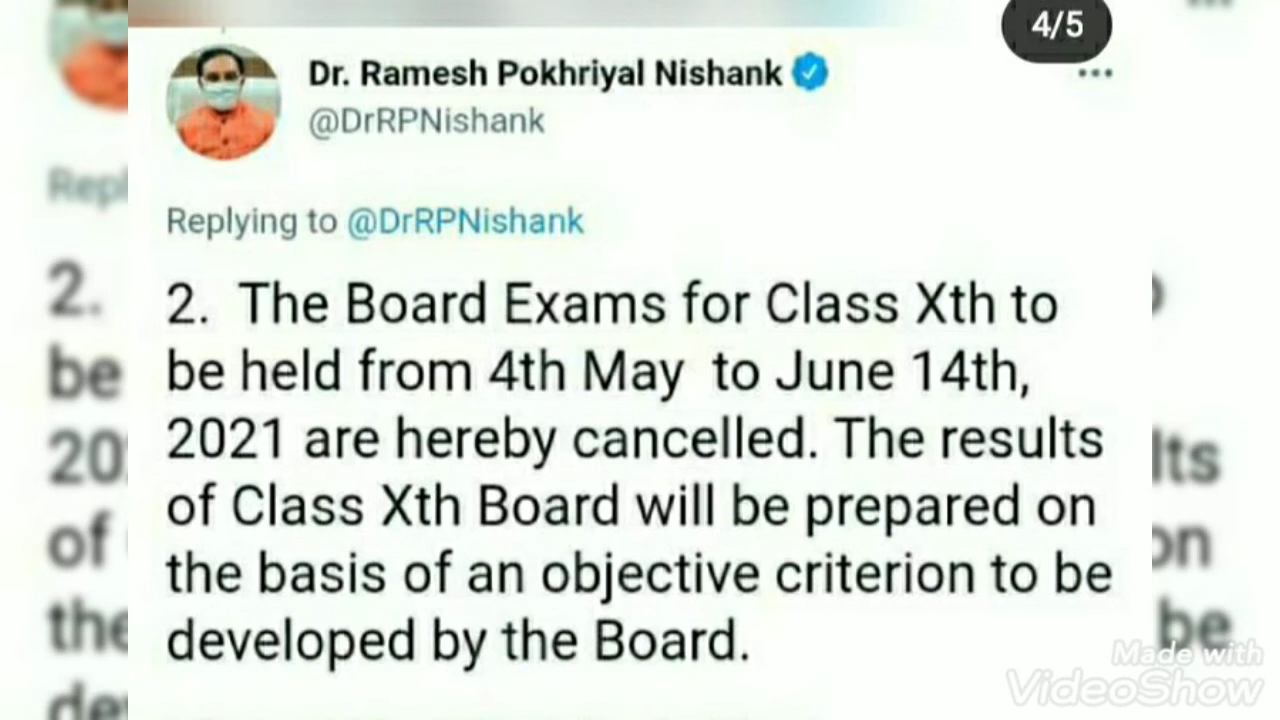 4/5
Dr. Ramesh Pokhriyal Nishank
@DrRPNishank
Replying to @DrRPNishank
2. The Board Exams for Class Xth to
be held from 4th May to June 14th,
2021 are hereby cancelled. The results
of Class Xth Board will be prepared on
the basis of an objective criterion to be
developed by the Board.
Made with
VideoShow